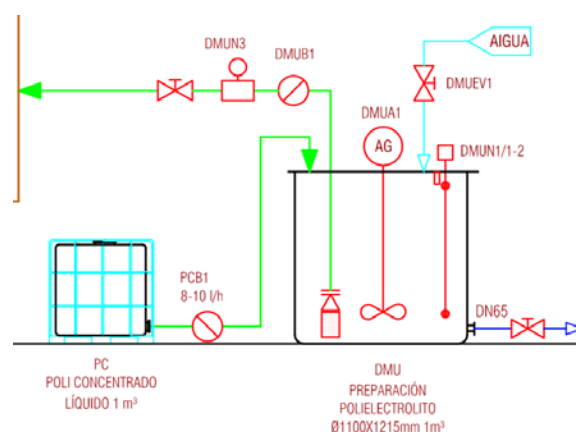 DMUN3
DMUB1
AIGUA
DMUEV1
DMUA1
AG
DMUN1/1-2
PCB1
8-10 l/h
DN65
PC
POLI CONCENTRADO
LÍQUIDO 1 m³
DMU
PREPARACIÓN
POLIELECTROLITO
Ø1100X1215mm 1m³